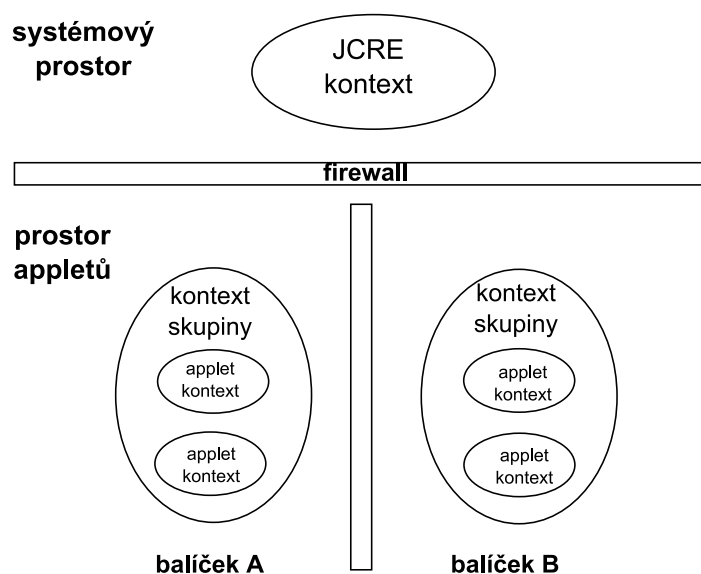 systémový
prostor
JCRE
kontext
firewall
prostor
appletů
kontext
skupiny
applet
kontext
applet
kontext
balíček A
kontext
skupiny
applet
kontext
applet
kontext
balíček B